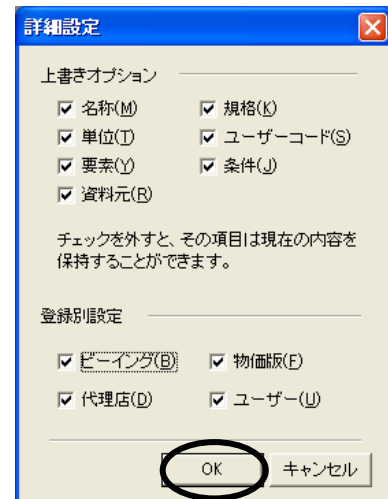 詳細設定
上書きオプション
名称(M) 規格(K)
単位(T) ユーザーコード(S)
要素(Y) 条件(J)
資料元(R)
チェックを外すと、その項目は現在の内容を
保持することができます。
登録別設定
ビーイング(B) 物価版(F)
代理店(D) ユーザー(U)
OK キャンセル